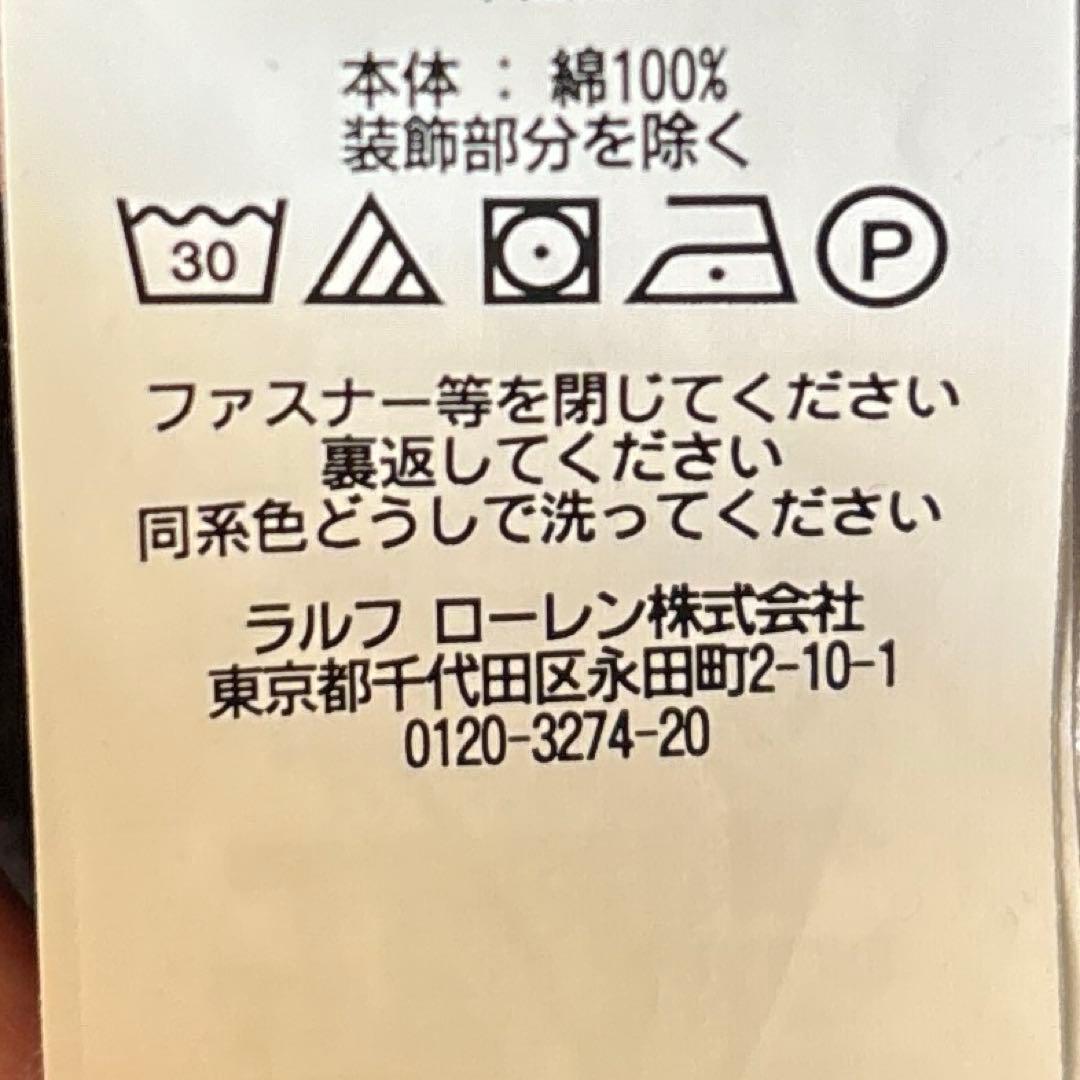 本体 : 綿100%
装飾部分を除く
30 P
ファスナー等を閉じてください
裏返してください
同系色どうしで洗ってください
ラルフ ローレン株式会社
東京都千代田区永田町2-10-1
0120-3274-20